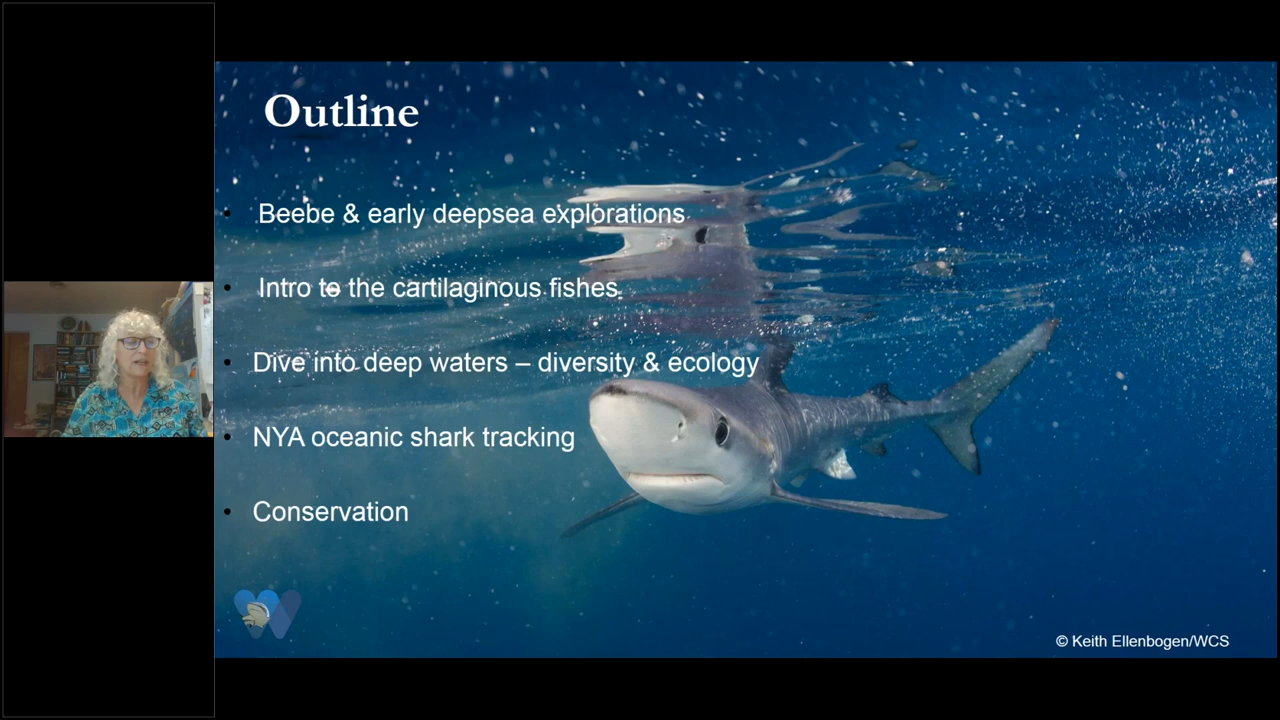 Outline
Beebe & early deepsea explorations
Intro to the cartilaginous fishes
Dive into deep waters – diversity & ecology
NYA oceanic shark tracking
Conservation
© Keith Ellenbogen/WCS